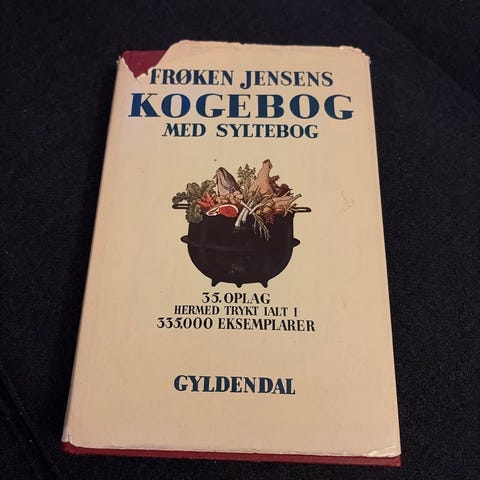 FRØKEN JENSENS
KOGEBOG
MED SYLTEBOG
35. OPLAG
HERMED TRYKT IALT I
335,000 EKSEMPLARER
GYLDENDAL